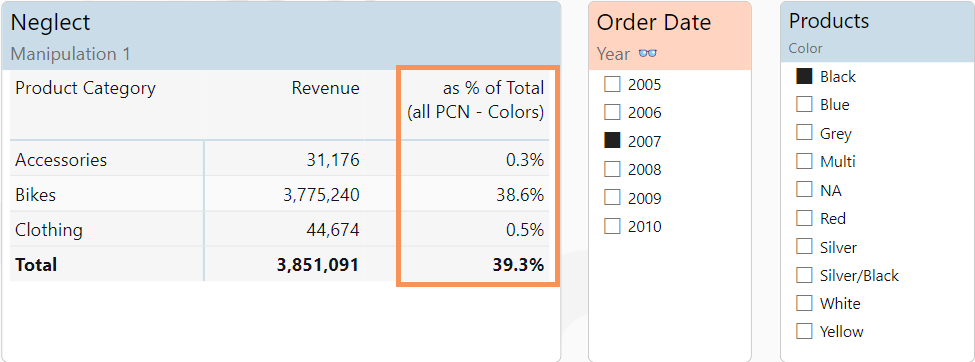 Neglect
Manipulation 1
Product Category Revenue as % of Total
(all PCN - Colors)
Accessories 31,176 0.3%
Bikes 3,775,240 38.6%
Clothing 44,674 0.5%
Total 3,851,091 39.3%
Order Date
Year
2005
2006
2007
2008
2009
2010
Products
Color
Black
Blue
Grey
Multi
NA
Red
Silver
Silver/Black
White
Yellow